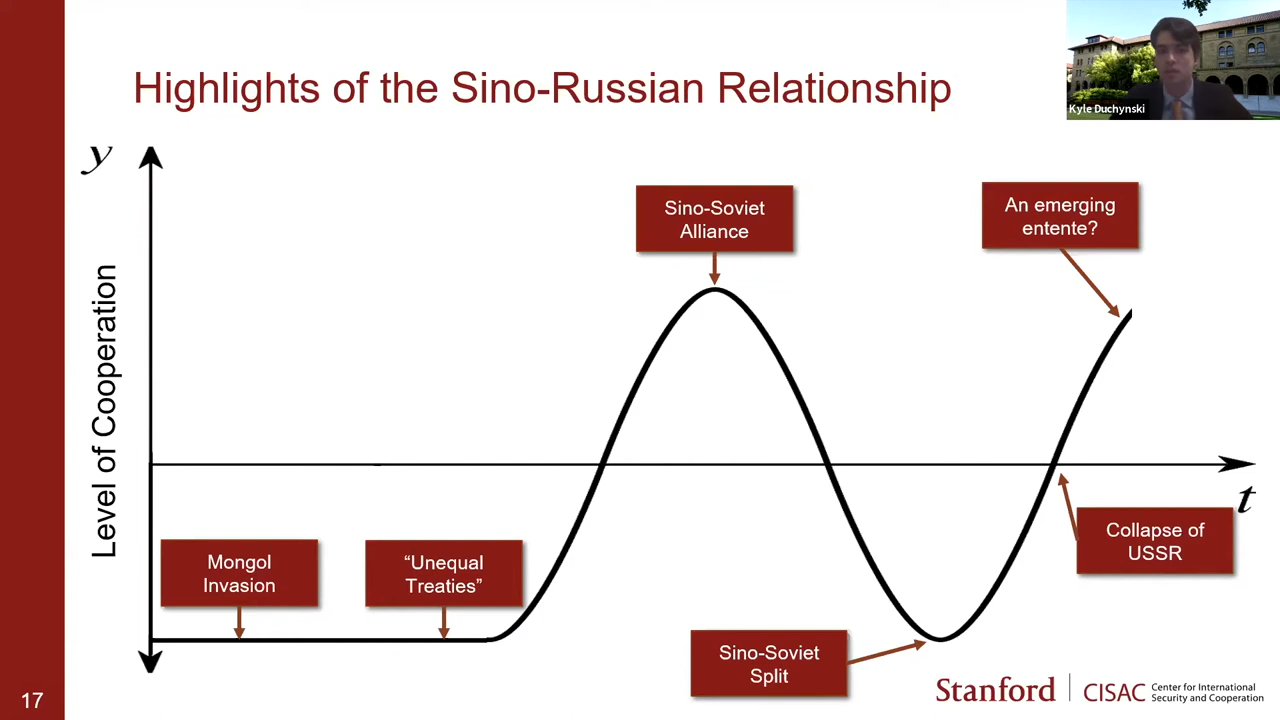 Highlights of the Sino-Russian Relationship
Kyle Duchynski
y
Level of Cooperation
Sino-Soviet
Alliance
An emerging
entente?
t
Mongol
Invasion
“Unequal
Treaties”
Collapse of
USSR
Sino-Soviet
Split
17
Stanford
CISAC
Center for International
Security and Cooperation